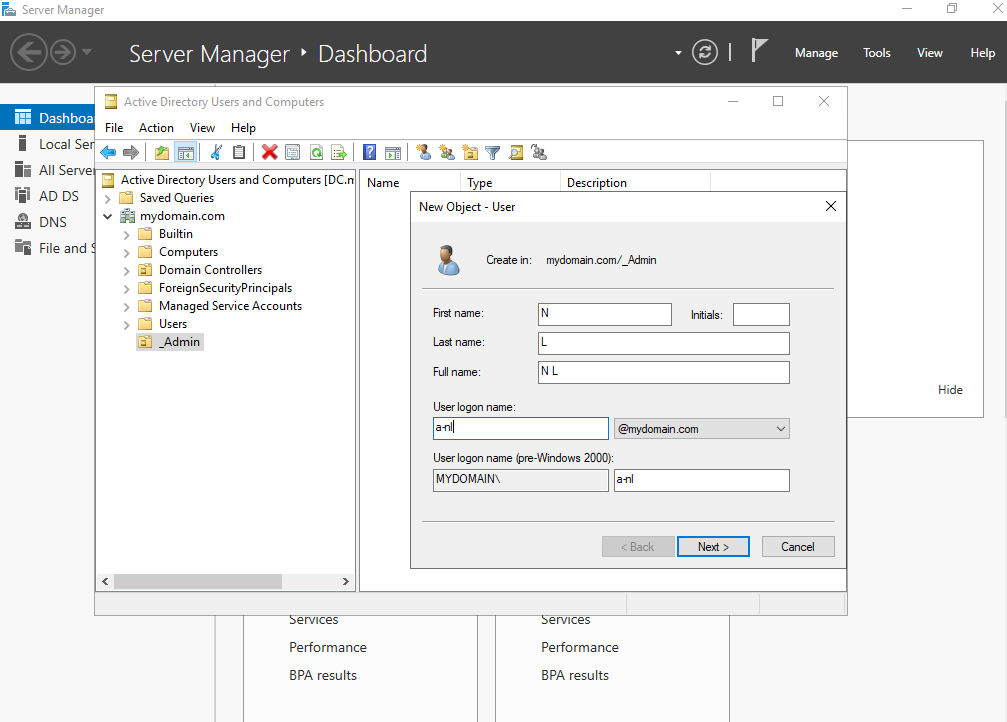 Server Manager
Server Manager • Dashboard
Manage Tools View Help
Dashboa
Local Ser
All Server
AD DS
DNS
File and S
Active Directory Users and Computers
File Action View Help
Active Directory Users and Computers [DC.m
Saved Queries
mydomain.com
Builtin
Computers
Domain Controllers
ForeignSecurityPrincipals
Managed Service Accounts
Users
_Admin
Name Type Description
New Object - User
Create in: mydomain.com/_Admin
First name: N Initials:
Last name: L
Full name: N L
User logon name:
a-nl @mydomain.com
User logon name (pre-Windows 2000):
MYDOMAIN\ a-nl
< Back Next > Cancel
Hide
Services Services
Performance Performance
BPA results BPA results